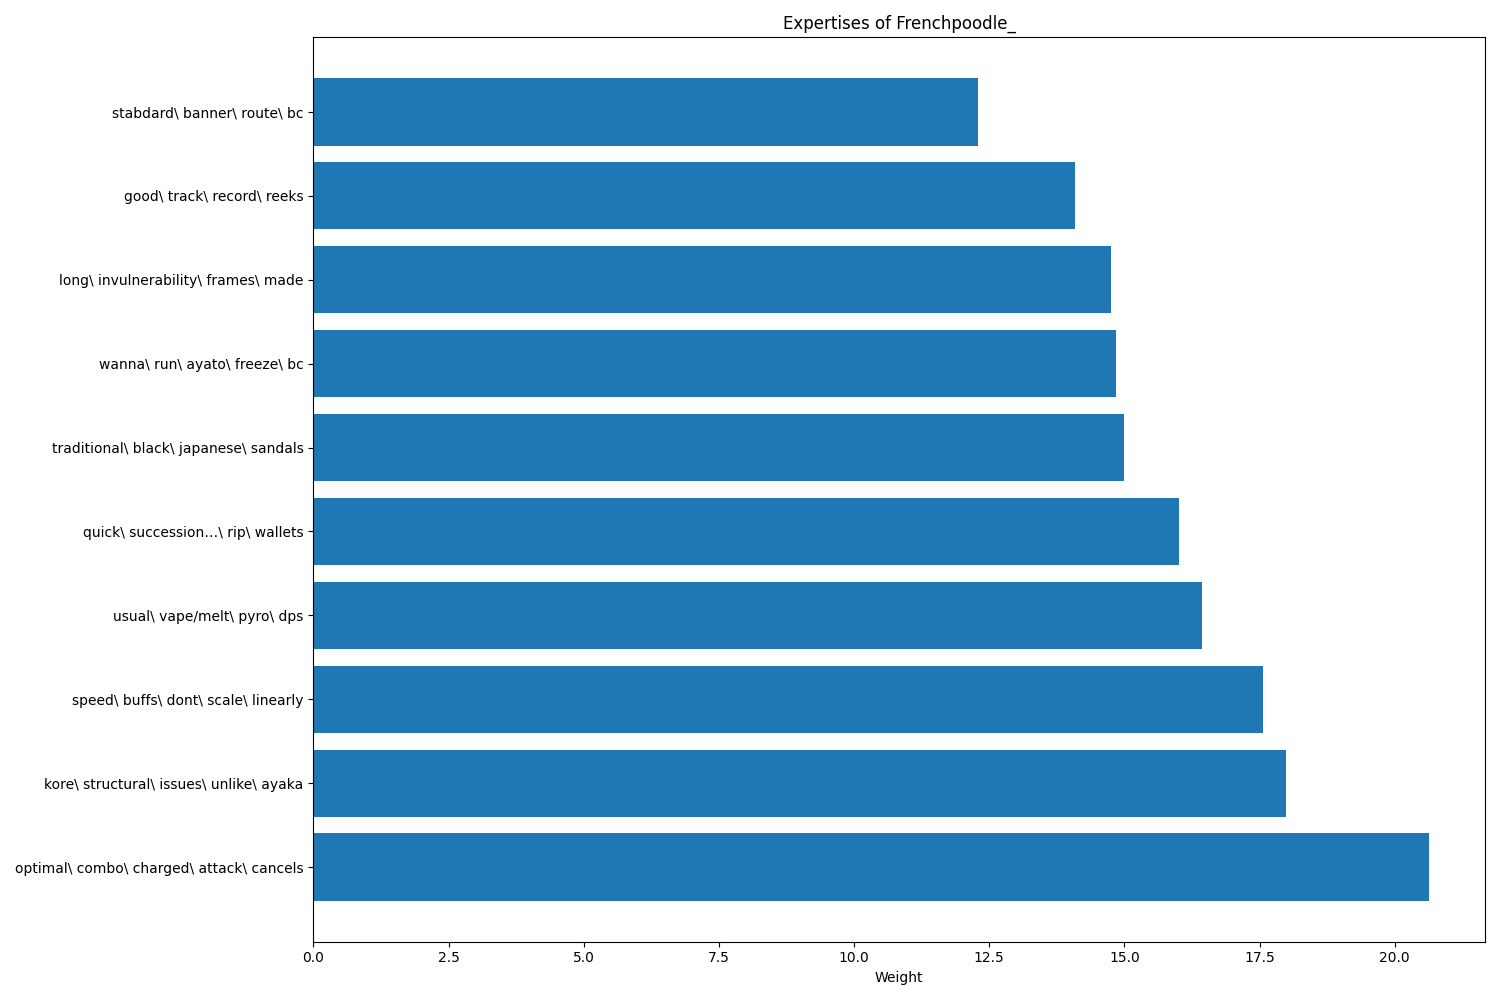 Expertises of Frenchpoodle_
stabdard\ banner\ route\ bc
good\ track\ record\ reeks
long\ invulnerability\ frames\ made
wanna\ run\ ayato\ freeze\ bc
traditional\ black\ japanese\ sandals
quick\ succession…\ rip\ wallets
usual\ vape/melt\ pyro\ dps
speed\ buffs\ dont\ scale\ linearly
kore\ structural\ issues\ unlike\ ayaka
optimal\ combo\ charged\ attack\ cancels
0.0 2.5 5.0 7.5 10.0 12.5 15.0 17.5 20.0
Weight